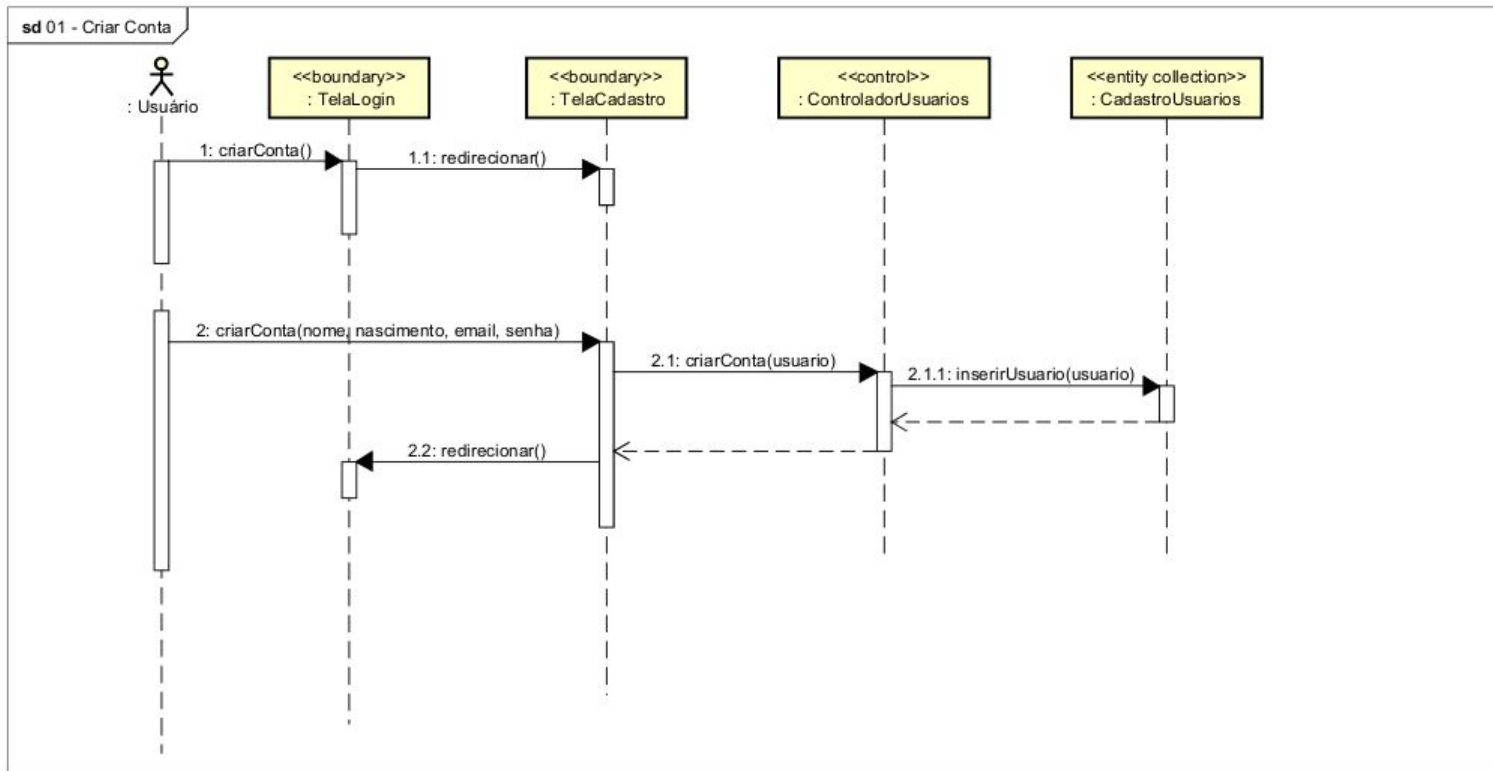 sd 01 - Criar Conta
: Usuário
<<boundary>>
: TelaLogin
<<boundary>>
: TelaCadastro
<<control>>
: ControladorUsuarios
<<entity collection>>
: CadastroUsuarios
1: criarConta()
1.1: redirecionar()
2: criarConta(nome, nascimento, email, senha)
2.1: criarConta(usuario)
2.1.1: inserirUsuario(usuario)
2.2: redirecionar()